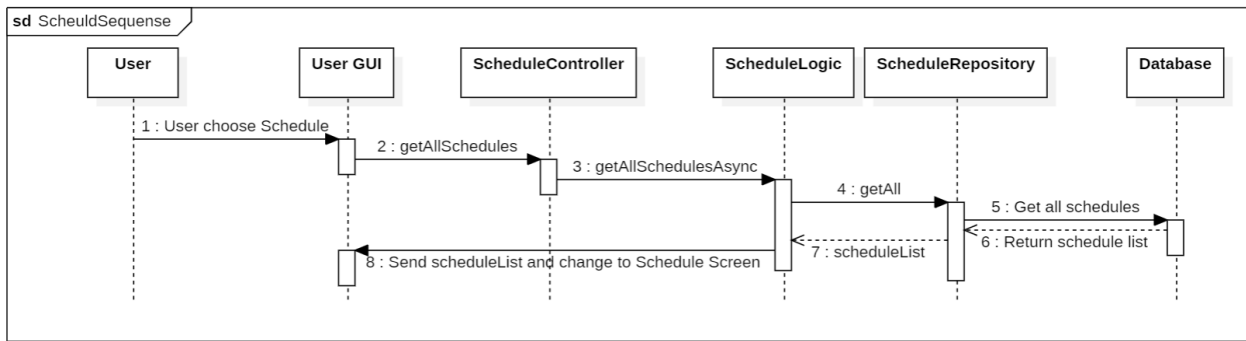 sd ScheuldSequense
User
User GUI
ScheduleController
ScheduleLogic
ScheduleRepository
Database
1 : User choose Schedule
2 : getAllSchedules
3 : getAllSchedulesAsync
4 : getAll
5 : Get all schedules
6 : Return schedule list
7 : scheduleList
8 : Send scheduleList and change to Schedule Screen